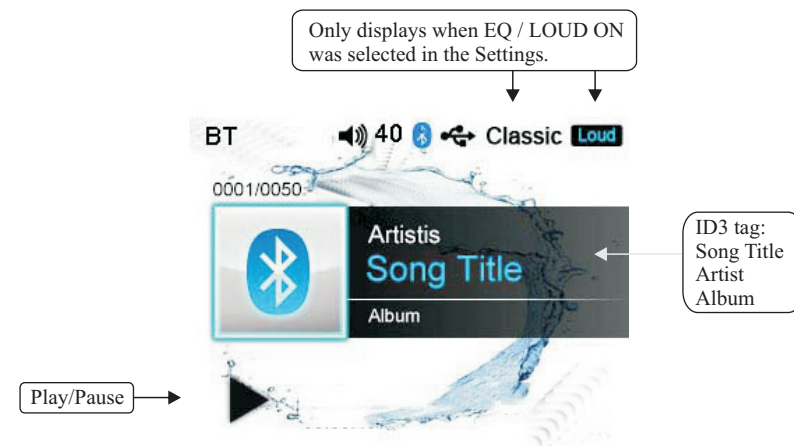 Only displays when EQ / LOUD ON
was selected in the Settings.
BT 40 Classic Loud
0001/0050
Artistis
Song Title
Album
ID3 tag:
Song Title
Artist
Album
Play/Pause